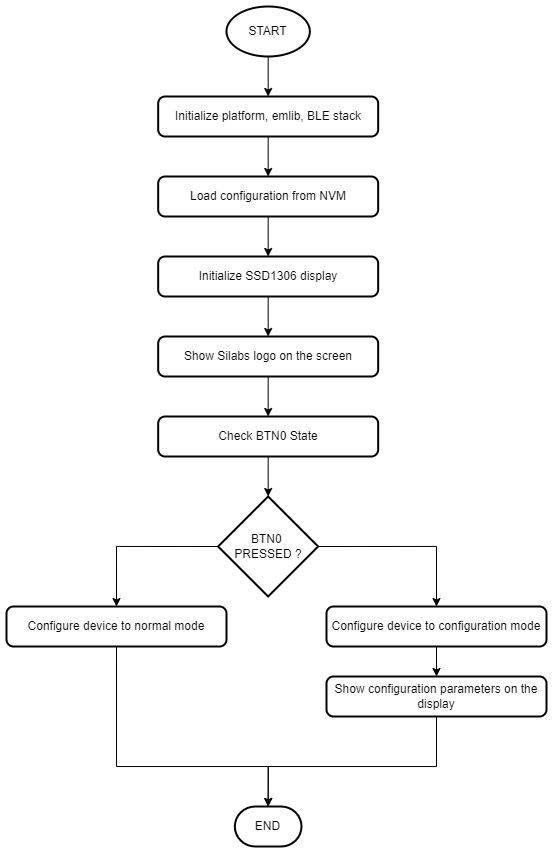 START
Initialize platform, emlib, BLE stack
Load configuration from NVM
Initialize SSD1306 display
Show Silabs logo on the screen
Check BTN0 State
BTN0
PRESSED ?
Configure device to normal mode
Configure device to configuration mode
Show configuration parameters on the
display
END